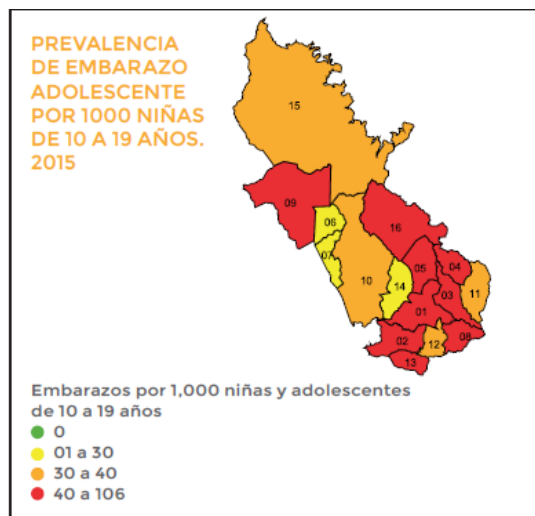 PREVALENCIA
DE EMBARAZO
ADOLESCENTE
POR 1000 NIÑAS
DE 10 A 19 AÑOS.
2015
15
09
06
16
07
10
14
05
04
03
11
01
02
12
08
13
Embarazos por 1,000 niñas y adolescentes
de 10 a 19 años
0
01 a 30
30 a 40
40 a 106